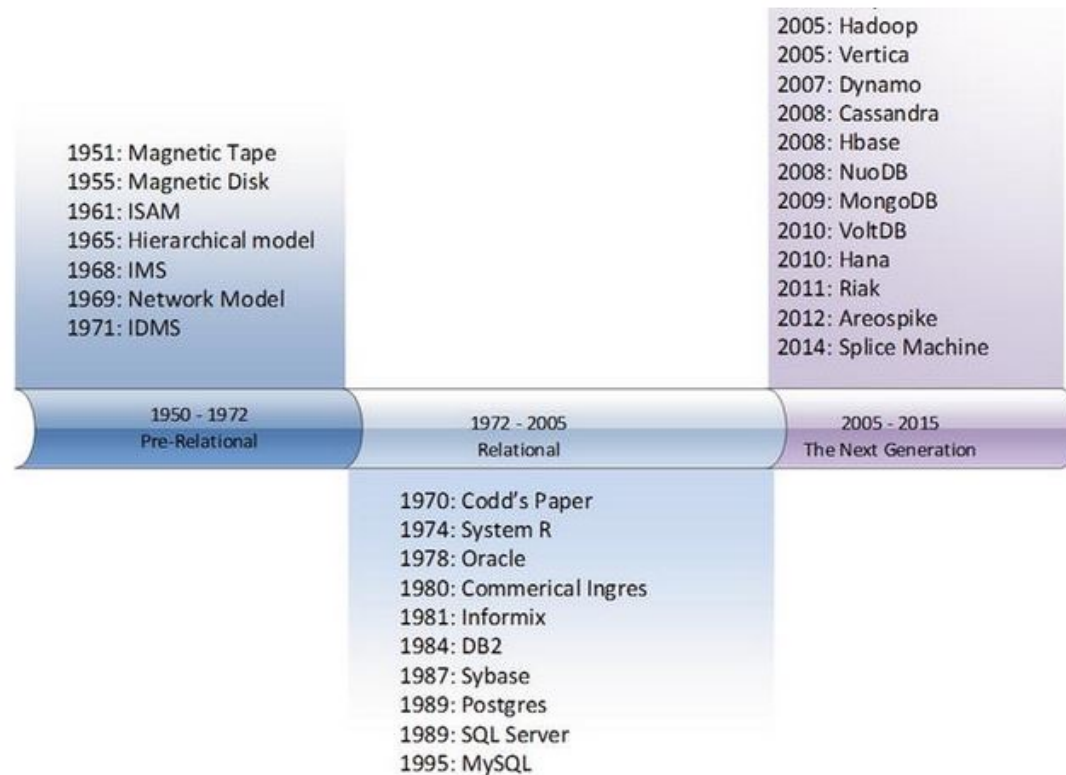 1951: Magnetic Tape
1955: Magnetic Disk
1961: ISAM
1965: Hierarchical model
1968: IMS
1969: Network Model
1971: IDMS
1950 - 1972
Pre-Relational
1972 - 2005
Relational
1970: Codd’s Paper
1974: System R
1978: Oracle
1980: Commerical Ingres
1981: Informix
1984: DB2
1987: Sybase
1989: Postgres
1989: SQL Server
1995: MySQL
2005: Hadoop
2005: Vertica
2007: Dynamo
2008: Cassandra
2008: Hbase
2008: NuoDB
2009: MongoDB
2010: VoltDB
2010: Hana
2011: Riak
2012: Areospike
2014: Splice Machine
2005 - 2015
The Next Generation